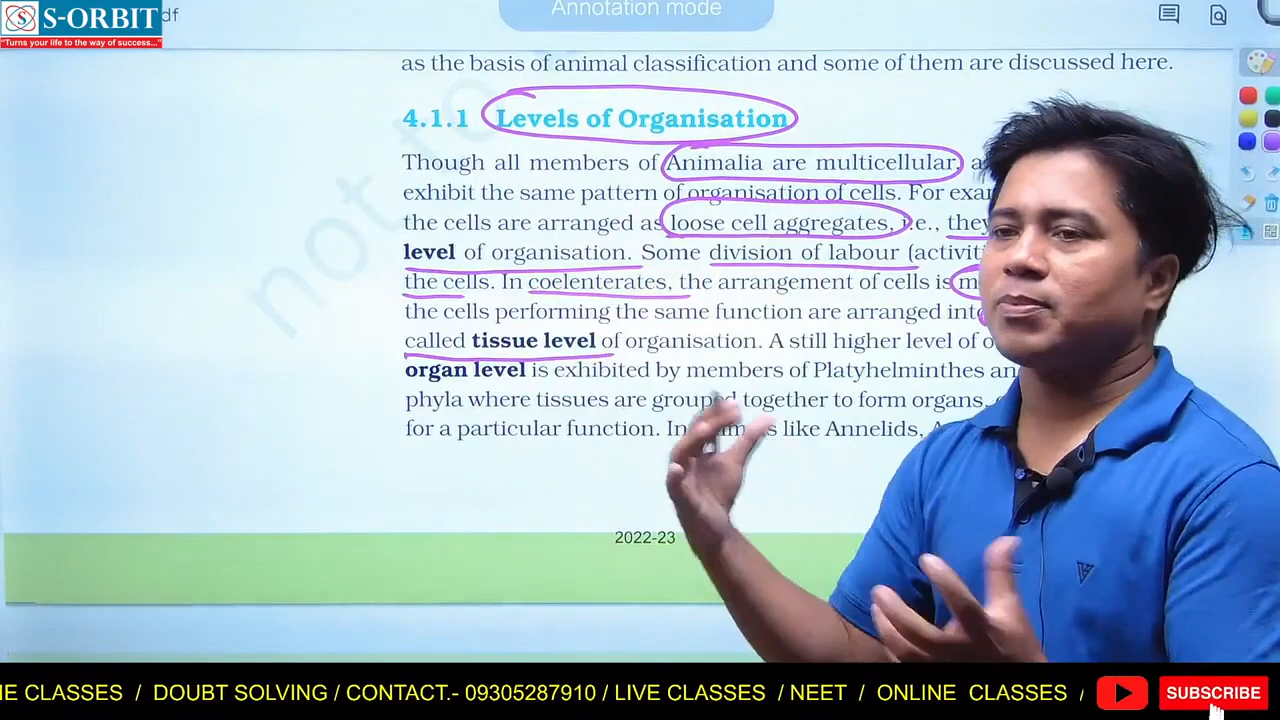 S-ORBIT
"Turns your life to the way of success..."
df
Annotation mode
as the basis of animal classification and some of them are discussed here.
4.1.1 Levels of Organisation
Though all members of Animalia are multicellular,
exhibit the same pattern of organisation of cells. For
the cells are arranged as loose cell aggregates, i.e., they
level of organisation. Some division of labour
the cells. In coelenterates, the arrangement of cells is
the cells performing the same function are arranged
called tissue level of organisation. A still higher level of
organ level is exhibited by members of Platyhelminthes
phyla where tissues are grouped together to form organs,
for a particular function. In like Annelids,
not
2022-23
CLASSES / DOUBT SOLVING / CONTACT.- 09305287910 / LIVE CLASSES / NEET / ONLINE CLASSES /
SUBSCRIBE